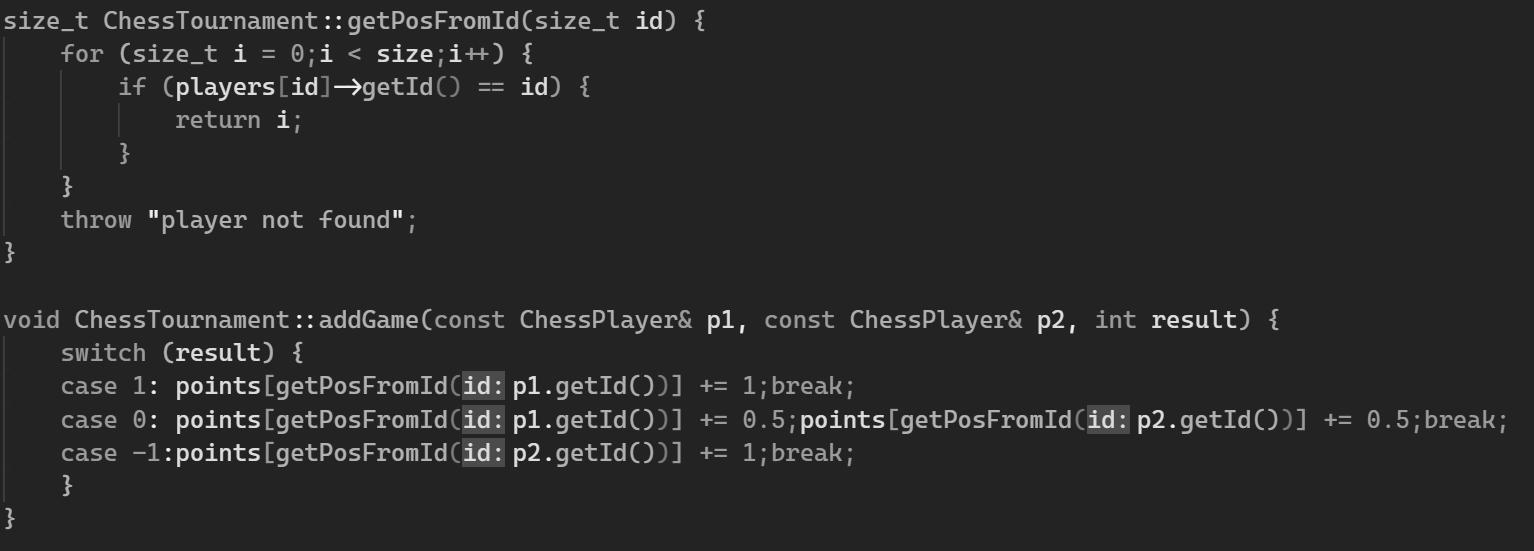 size_t ChessTournament::getPosFromId(size_t id) {
    for (size_t i = 0;i < size;i++) {
        if (players[id]->getId() == id) {
            return i;
        }
    }
    throw "player not found";
}

void ChessTournament::addGame(const ChessPlayer& p1, const ChessPlayer& p2, int result) {
    switch (result) {
    case 1: points[getPosFromId(id: p1.getId())] += 1;break;
    case 0: points[getPosFromId(id: p1.getId())] += 0.5;points[getPosFromId(id: p2.getId())] += 0.5;break;
    case -1:points[getPosFromId(id: p2.getId())] += 1;break;
    }
}